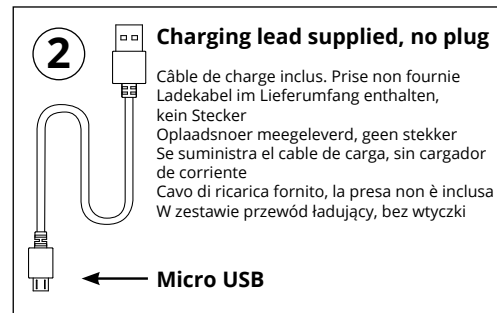 2
Charging lead supplied, no plug
Câble de charge inclus. Prise non fournie
Ladekabel im Lieferumfang enthalten,
kein Stecker
Oplaadsnoer meegeleverd, geen stekker
Se suministra el cable de carga, sin cargador
de corriente
Cavo di ricarica fornito, la presa non è inclusa
W zestawie przewód ładujący, bez wtyczki
Micro USB